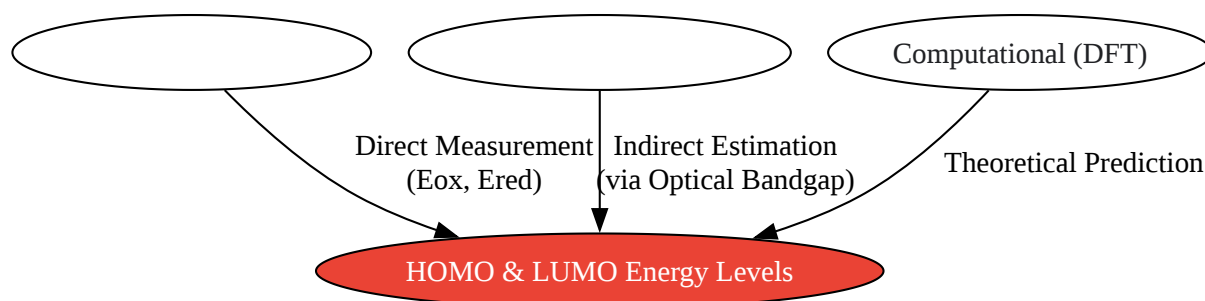 Computational (DFT)
Direct Measurement
(Eox, Ered)
Indirect Estimation
(via Optical Bandgap)
Theoretical Prediction
HOMO & LUMO Energy Levels